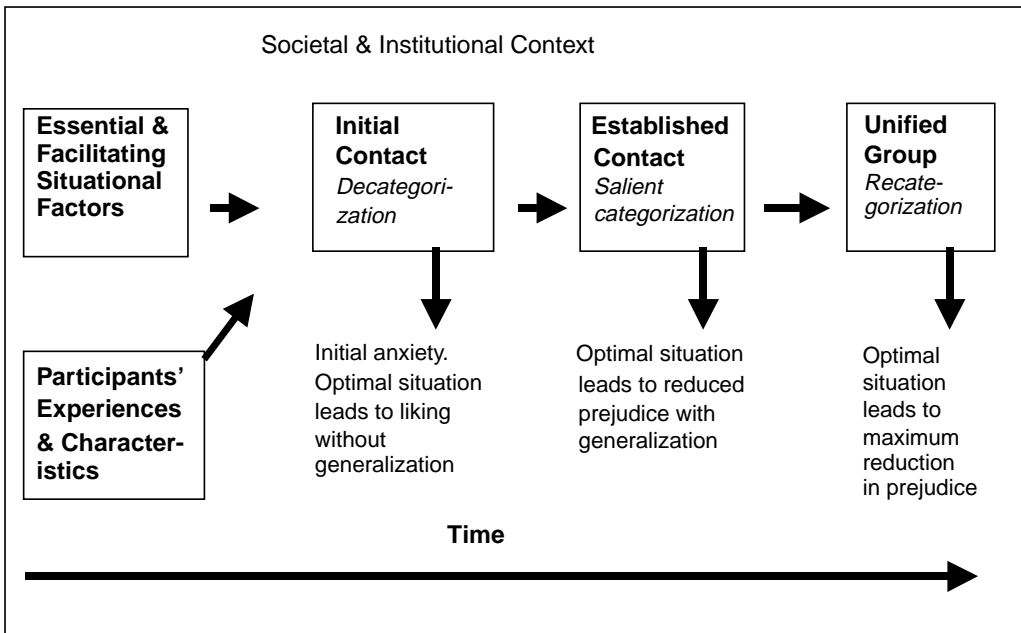 Societal & Institutional Context
Essential &
Facilitating
Situational
Factors
Initial
Contact
Decategori-
zation
Established
Contact
Salient
categorization
Unified
Group
Recate-
gorization
Participants’
Experiences
& Character-
istics
Initial anxiety.
Optimal situation
leads to liking
without
generalization
Optimal situation
leads to reduced
prejudice with
generalization
Optimal
situation
leads to
maximum
reduction
in prejudice
Time